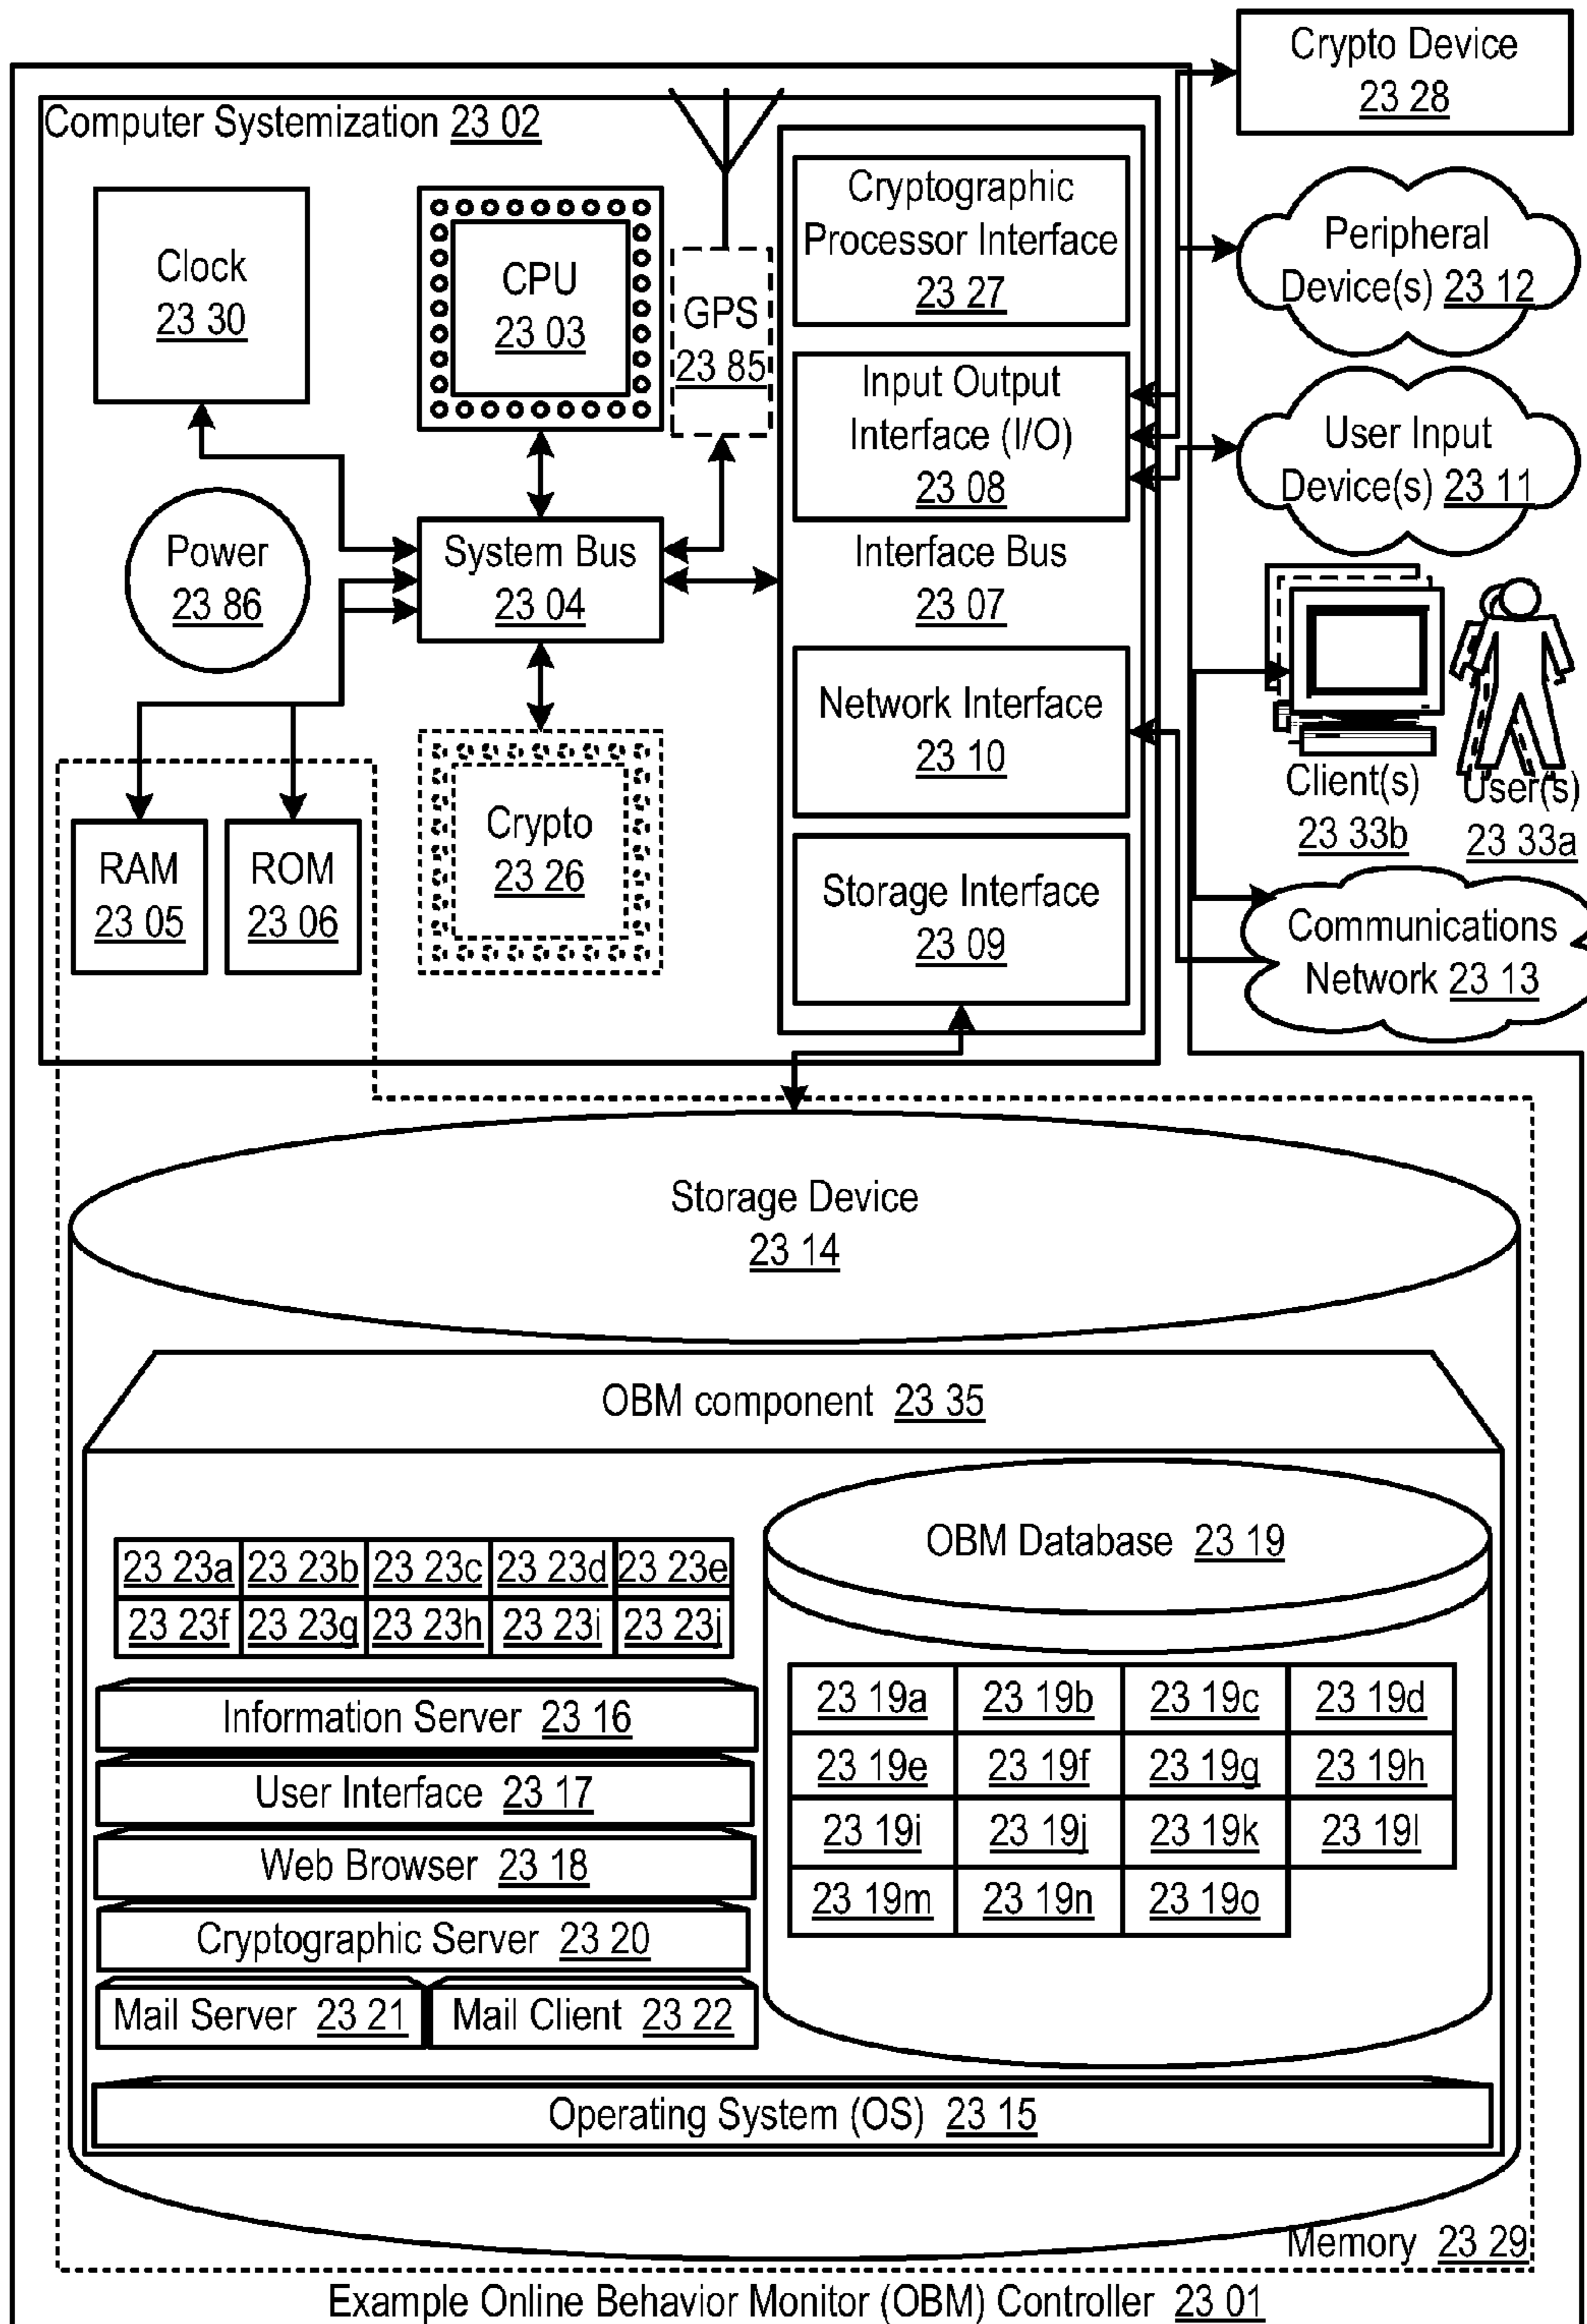 Crypto Device
23 28
Computer Systemization 23 02
Clock
23 30
CPU
23 03
GPS
23 85
Cryptographic
Processor Interface
23 27
Peripheral
Device(s) 23 12
Input Output
Interface (I/O)
23 08
User Input
Device(s) 23 11
Power
23 86
System Bus
23 04
Interface Bus
23 07
Network Interface
23 10
Client(s)
23 33b
User(s)
23 33a
RAM
23 05
ROM
23 06
Crypto
23 26
Storage Interface
23 09
Communications
Network 23 13
Storage Device
23 14
OBM component 23 35
23 23a 23 23b 23 23c 23 23d 23 23e
23 23f 23 23g 23 23h 23 23i 23 23j
OBM Database 23 19
23 19a 23 19b 23 19c 23 19d
23 19e 23 19f 23 19g 23 19h
23 19i 23 19j 23 19k 23 19l
23 19m 23 19n 23 19o
Information Server 23 16
User Interface 23 17
Web Browser 23 18
Cryptographic Server 23 20
Mail Server 23 21
Mail Client 23 22
Operating System (OS) 23 15
Memory 23 29
Example Online Behavior Monitor (OBM) Controller 23 01